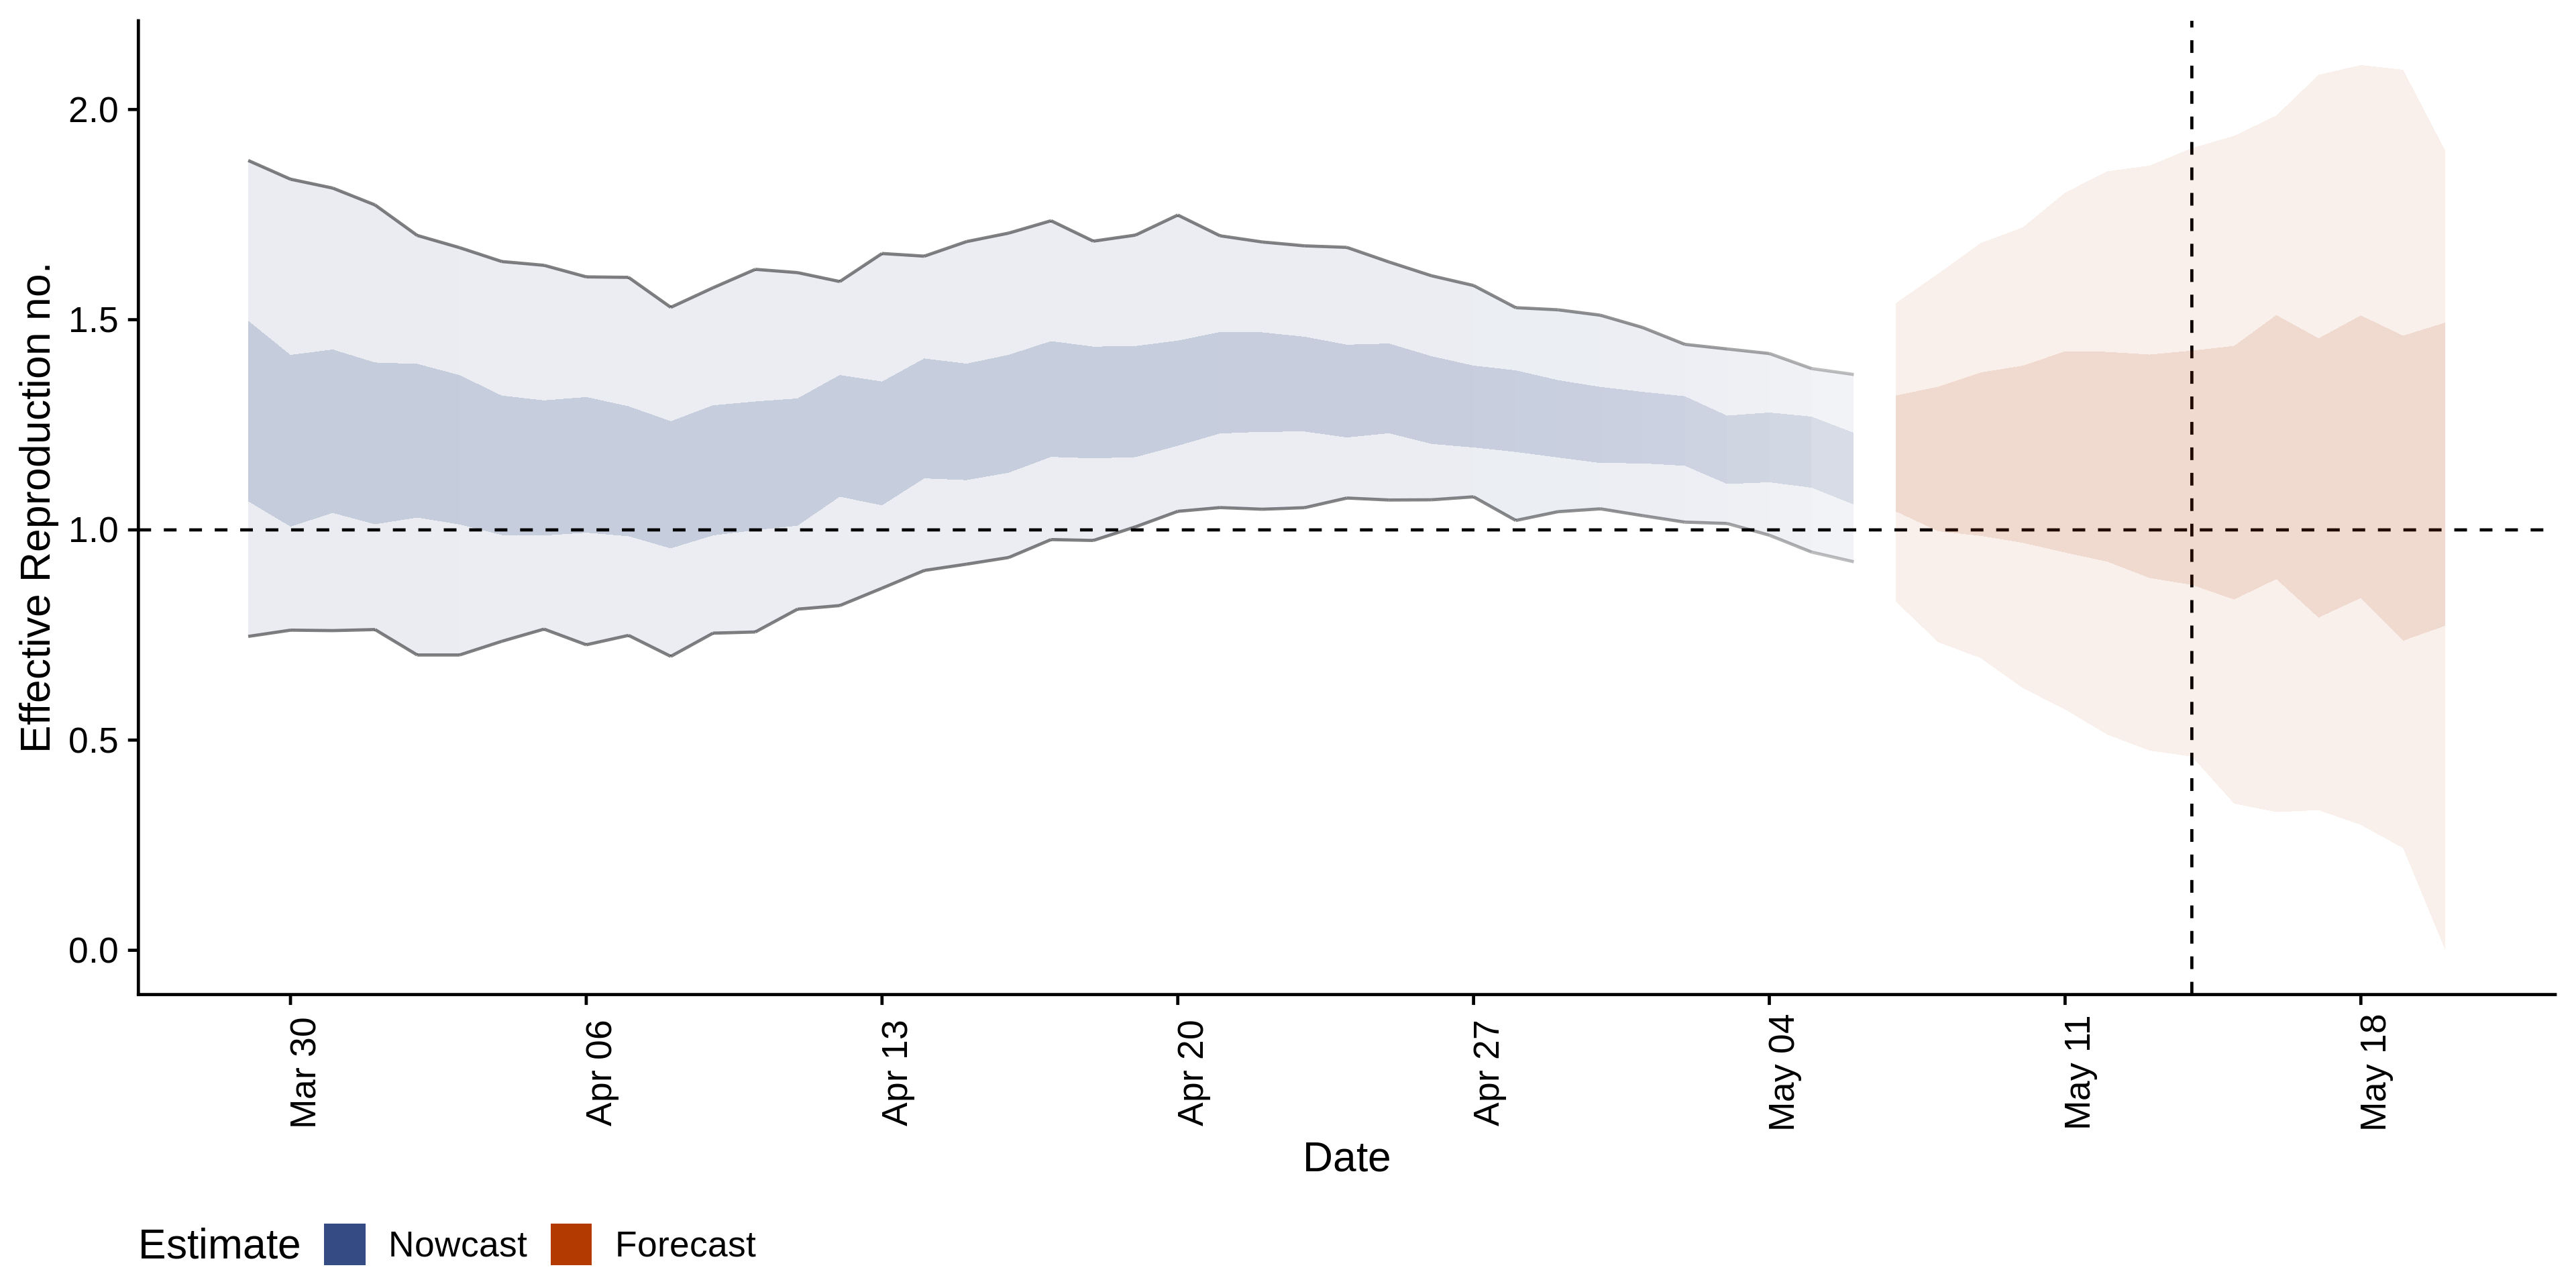 Effective Reproduction no.
2.0
1.5
1.0
0.5
0.0
Mar 30
Apr 06
Apr 13
Apr 20
Apr 27
May 04
May 11
May 18
Date
Estimate Nowcast Forecast